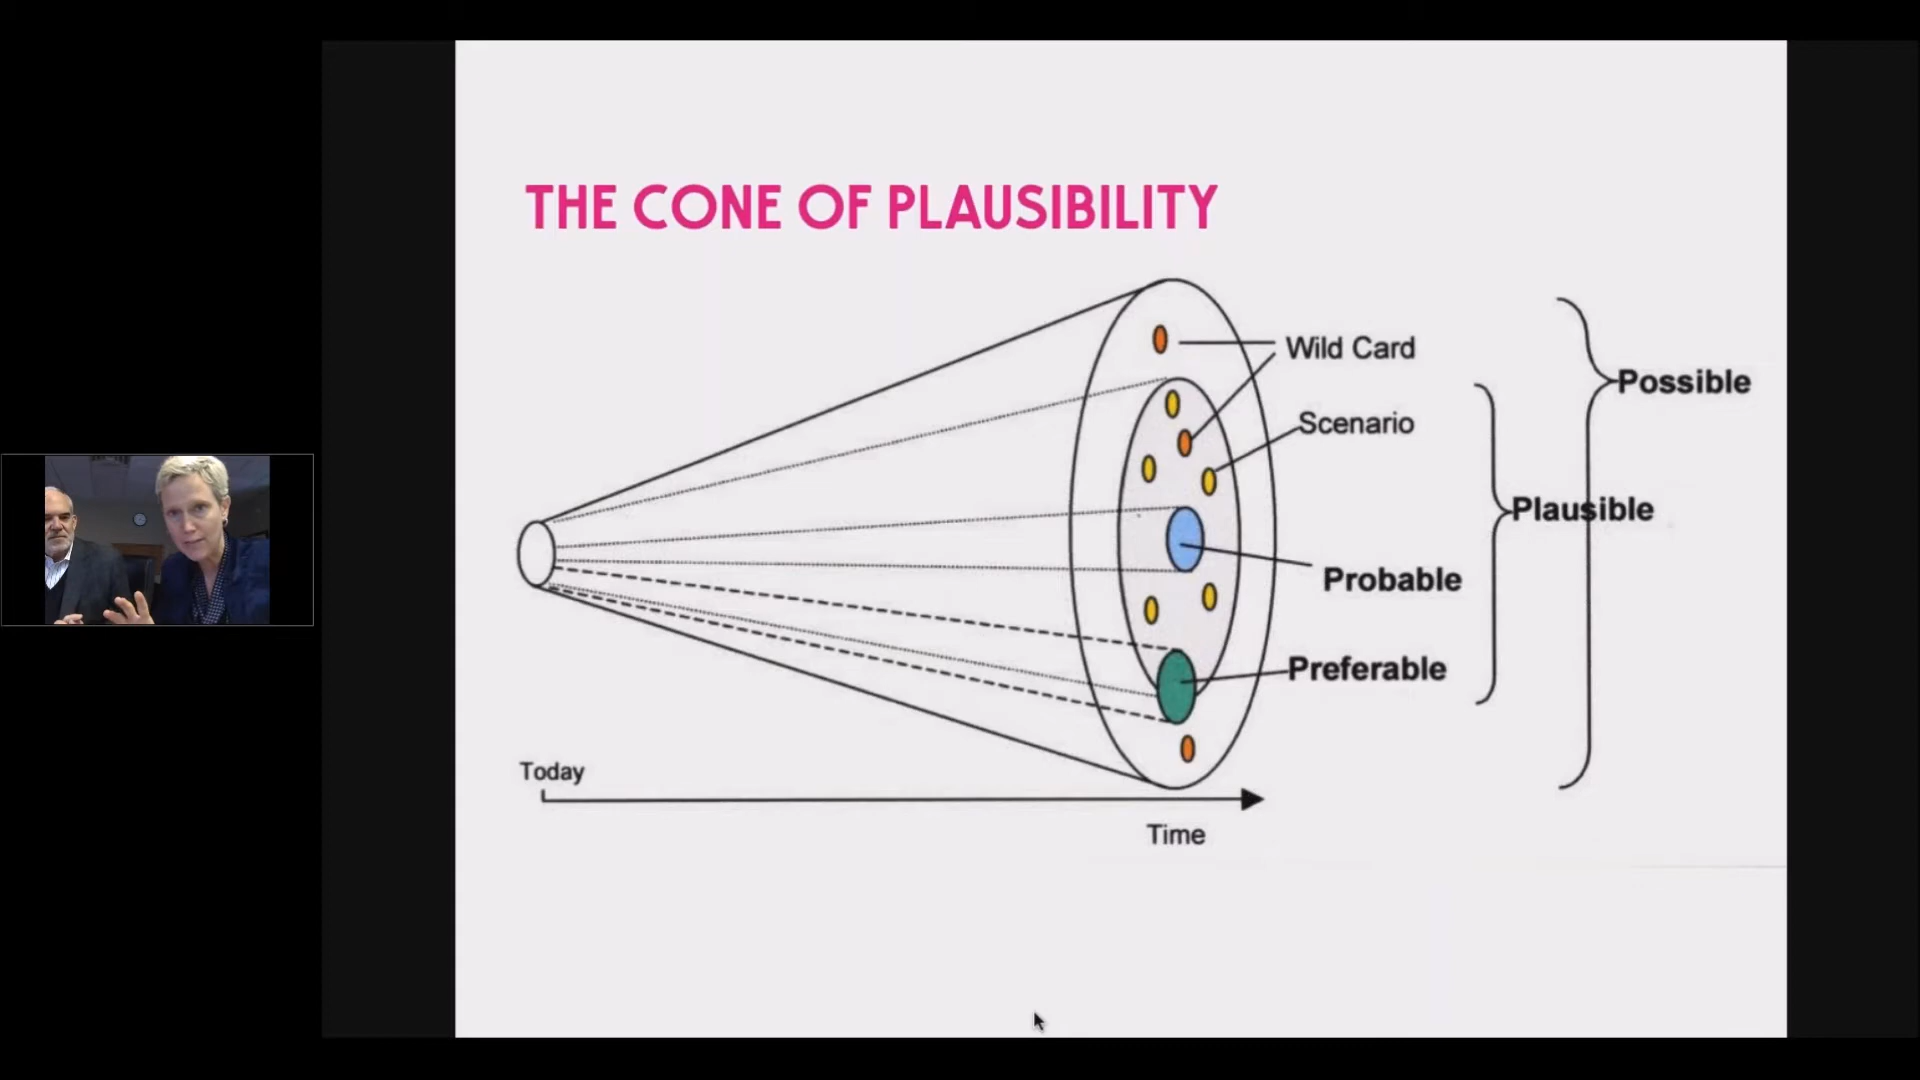 THE CONE OF PLAUSIBILITY
Wild Card
Possible
Scenario
Plausible
Probable
Preferable
Today
Time